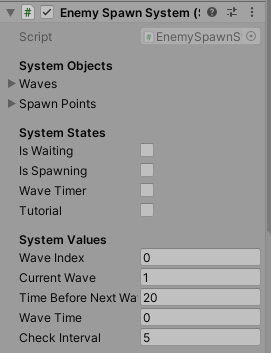 # Enemy Spawn System (S
Script # EnemySpawnS
System Objects
Waves
Spawn Points
System States
Is Waiting
Is Spawning
Wave Timer
Tutorial
System Values
Wave Index 0
Current Wave 1
Time Before Next Wa 20
Wave Time 0
Check Interval 5